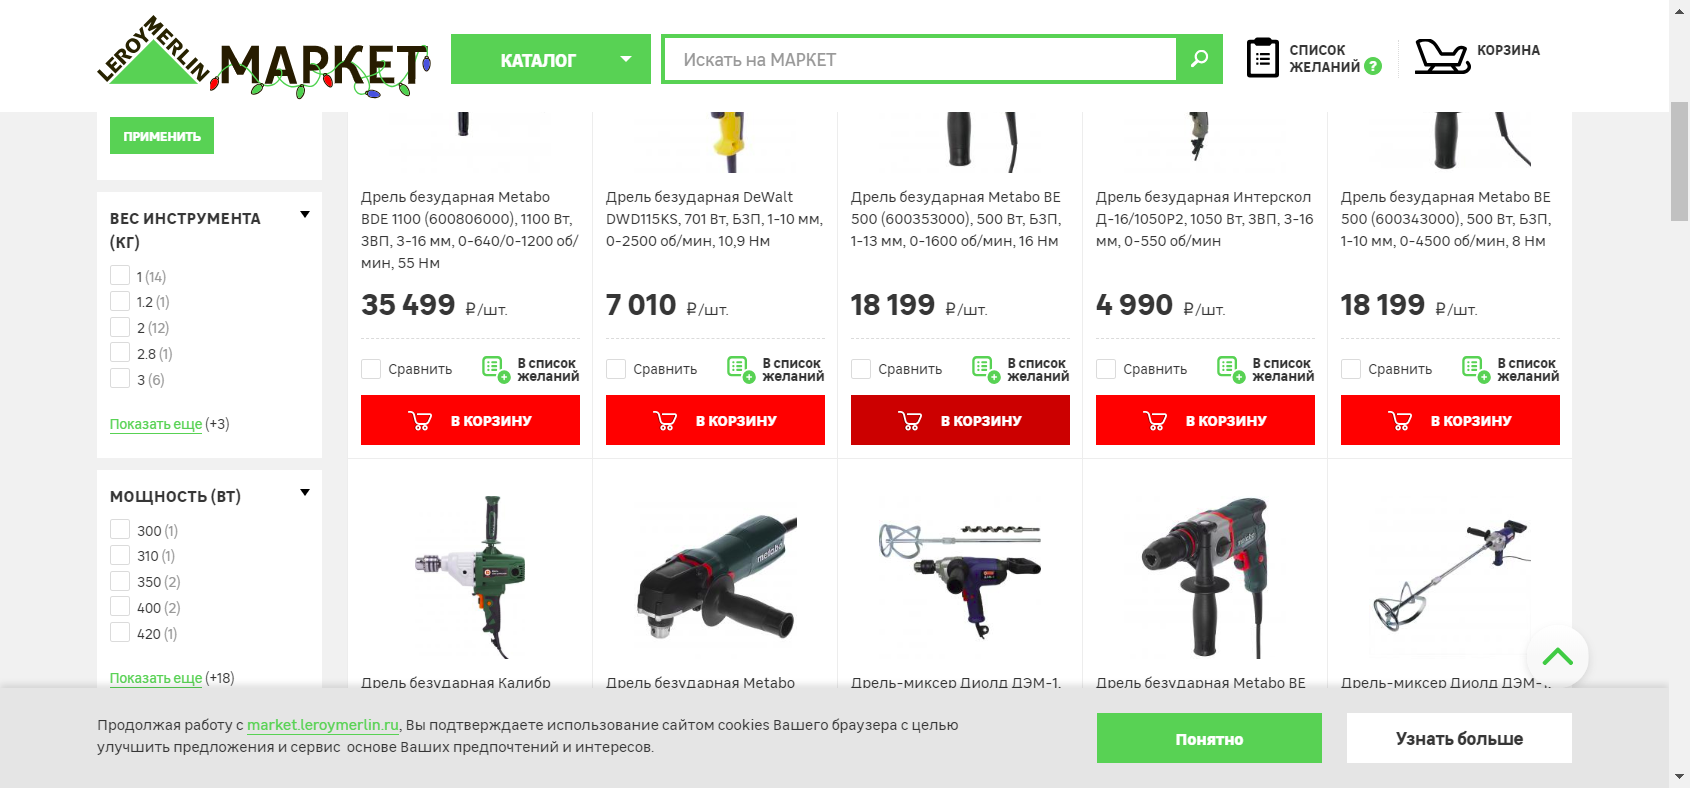 LEROY MERLIN МАРКЕТ
КАТАЛОГ
Искать на МАРКЕТ
СПИСОК
ЖЕЛАНИЙ ?
КОРЗИНА
ПРИМЕНИТЬ
ВЕС ИНСТРУМЕНТА
(КГ)
1 (14)
1.2 (1)
2 (12)
2.8 (1)
3 (6)
Показать еще (+3)
МОЩНОСТЬ (ВТ)
300 (1)
310 (1)
350 (2)
400 (2)
420 (1)
Показать еще (+18)
Дрель безударная Metabo
BDE 1100 (600806000), 1100 Вт,
ЗВП, 3-16 мм, 0-640/0-1200 об/
мин, 55 Нм
35 499 ₽/шт.
Сравнить
В список
желаний
В КОРЗИНУ
Дрель безударная DeWalt
DWD115KS, 701 Вт, БЗП, 1-10 мм,
0-2500 об/мин, 10,9 Нм
7 010 ₽/шт.
Сравнить
В список
желаний
В КОРЗИНУ
Дрель безударная Metabo BE
500 (600353000), 500 Вт, БЗП,
1-13 мм, 0-1600 об/мин, 16 Нм
18 199 ₽/шт.
Сравнить
В список
желаний
В КОРЗИНУ
Дрель безударная Интерскол
Д-16/1050Р2, 1050 Вт, ЗВП, 3-16
мм, 0-550 об/мин
4 990 ₽/шт.
Сравнить
В список
желаний
В КОРЗИНУ
Дрель безударная Metabo BE
500 (600343000), 500 Вт, БЗП,
1-10 мм, 0-4500 об/мин, 8 Нм
18 199 ₽/шт.
Сравнить
В список
желаний
В КОРЗИНУ
metabo
metabo
Дрель безударная Калибр
Дрель безударная Metabo
Дрель-миксер Диолд ДЭМ-1,
Дрель безударная Metabo BE
Дрель-миксер Диолд ДЭМ-1,
Продолжая работу с market.leroymerlin.ru, Вы подтверждаете использование сайтом cookies Вашего браузера с целью
улучшить предложения и сервис основе Ваших предпочтений и интересов.
Понятно
Узнать больше